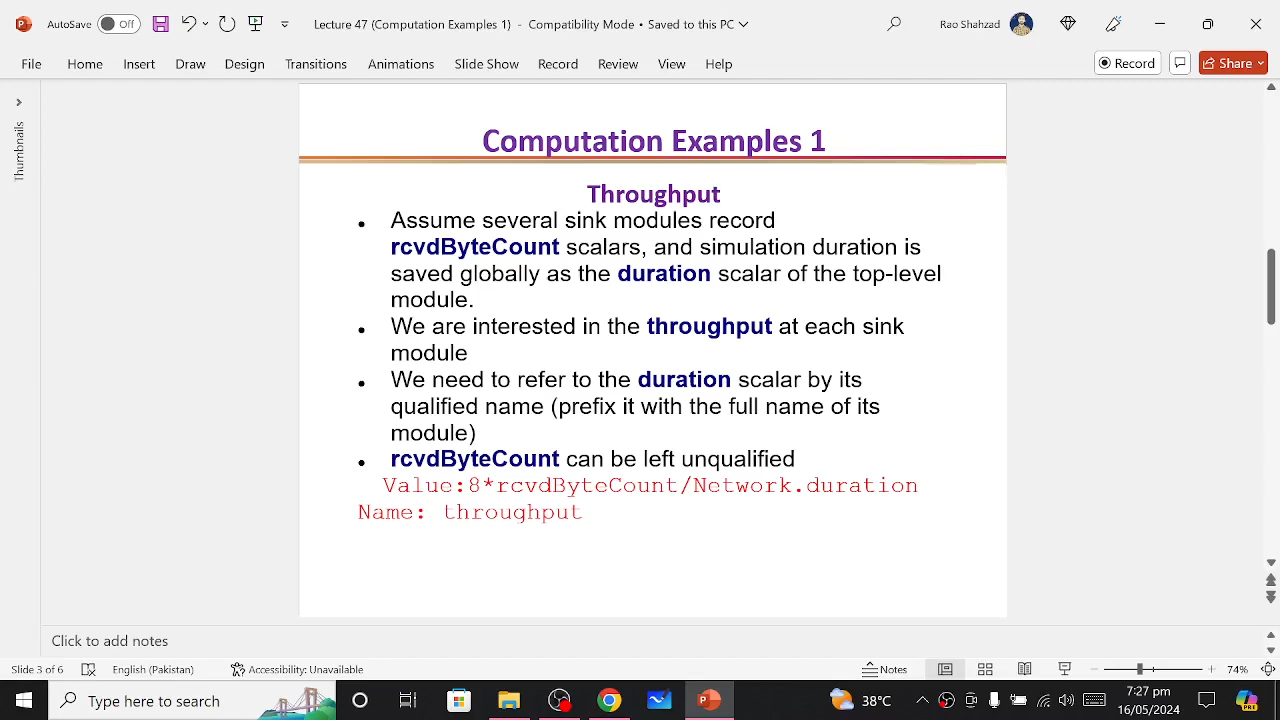 AutoSave Off Lecture 47 (Computation Examples 1) - Compatibility Mode • Saved to this PC Rao Shahzad
File Home Insert Draw Design Transitions Animations Slide Show Record Review View Help Record Share
Thumbnails
Computation Examples 1
Throughput
• Assume several sink modules record
rcvdByteCount scalars, and simulation duration is
saved globally as the duration scalar of the top-level
module.
• We are interested in the throughput at each sink
module
• We need to refer to the duration scalar by its
qualified name (prefix it with the full name of its
module)
• rcvdByteCount can be left unqualified
Value:8*rcvdByteCount/Network.duration
Name: throughput
Click to add notes
Slide 3 of 6 English (Pakistan) Accessibility: Unavailable Notes 74%
Type here to search 38°C 7:27 pm
16/05/2024
PRE